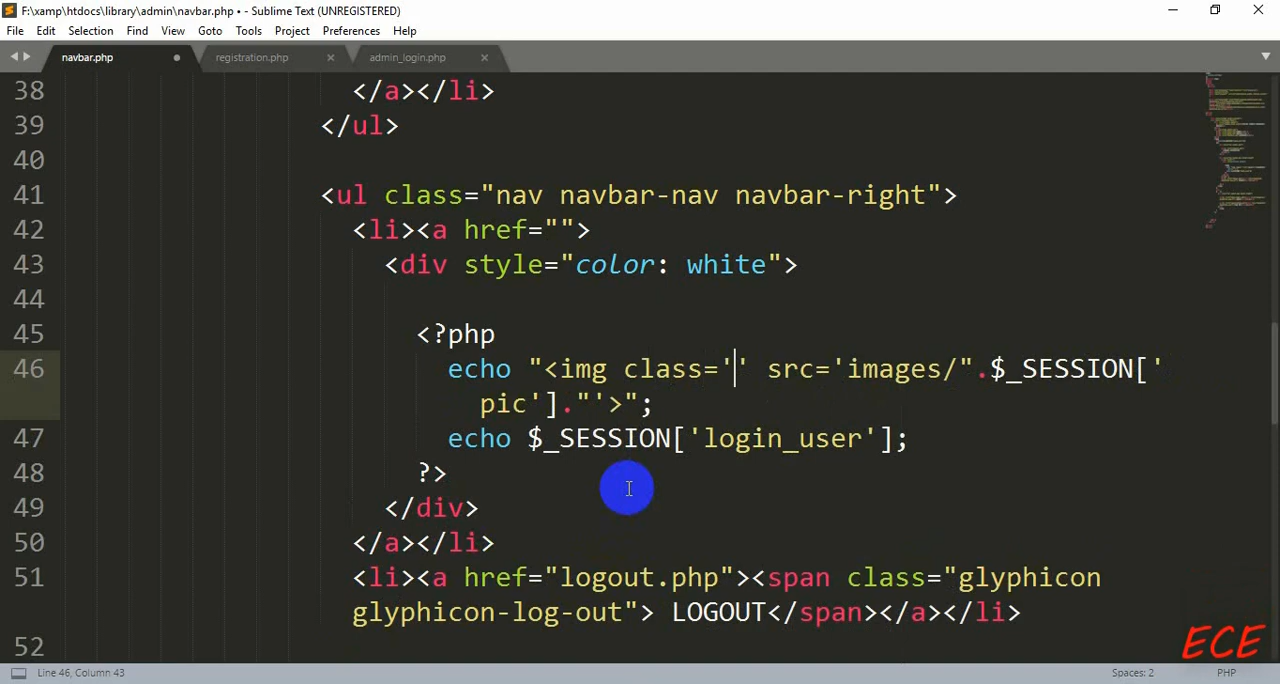 F:\xamp\htdocs\library\admin\navbar.php • - Sublime Text (UNREGISTERED)
File Edit Selection Find View Goto Tools Project Preferences Help
navbar.php registration.php admin_login.php
38 </a></li>
39 </ul>
40
41 <ul class="nav navbar-nav navbar-right">
42 <li><a href="">
43 <div style="color: white">
44
45 <?php
46 echo "<img class='' src='images/".$_SESSION['
pic']."'>";
47 echo $_SESSION['login_user'];
48 ?>
49 </div>
50 </a></li>
51 <li><a href="logout.php"><span class="glyphicon
glyphicon-log-out"> LOGOUT</span></a></li>
52
ECE
Line 46, Column 43 Spaces: 2 PHP